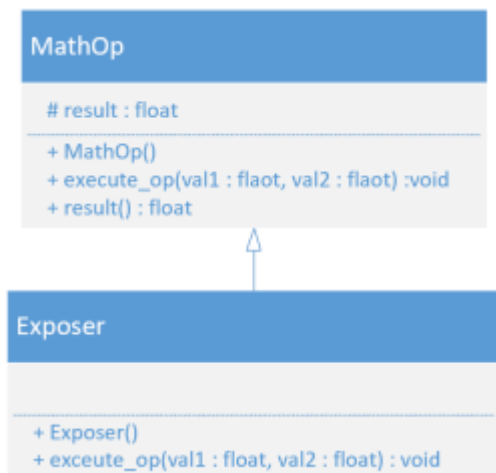 MathOp
# result : float
+ MathOp()
+ execute_op(val1 : flaot, val2 : flaot) :void
+ result() : float
Exposer
+ Exposer()
+ exceute_op(val1 : float, val2 : float) : void